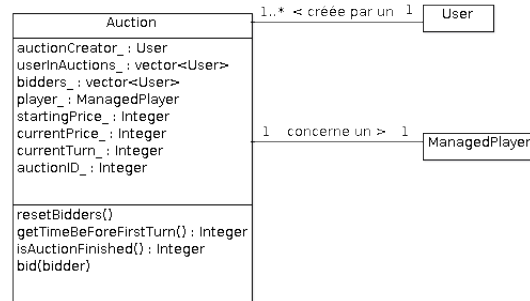 Auction
auctionCreator_ : User
userInAuctions_ : vector<User>
bidders_ : vector<User>
player_ : ManagedPlayer
startingPrice_ : Integer
currentPrice_ : Integer
currentTurn_ : Integer
auctionID_ : Integer
resetBidders()
getTimeBeForeFirstTurn() : Integer
isAuctionFinished() : Integer
bid(bidder)
1..* < créée par un 1
User
1 concerne un > 1
ManagedPlayer